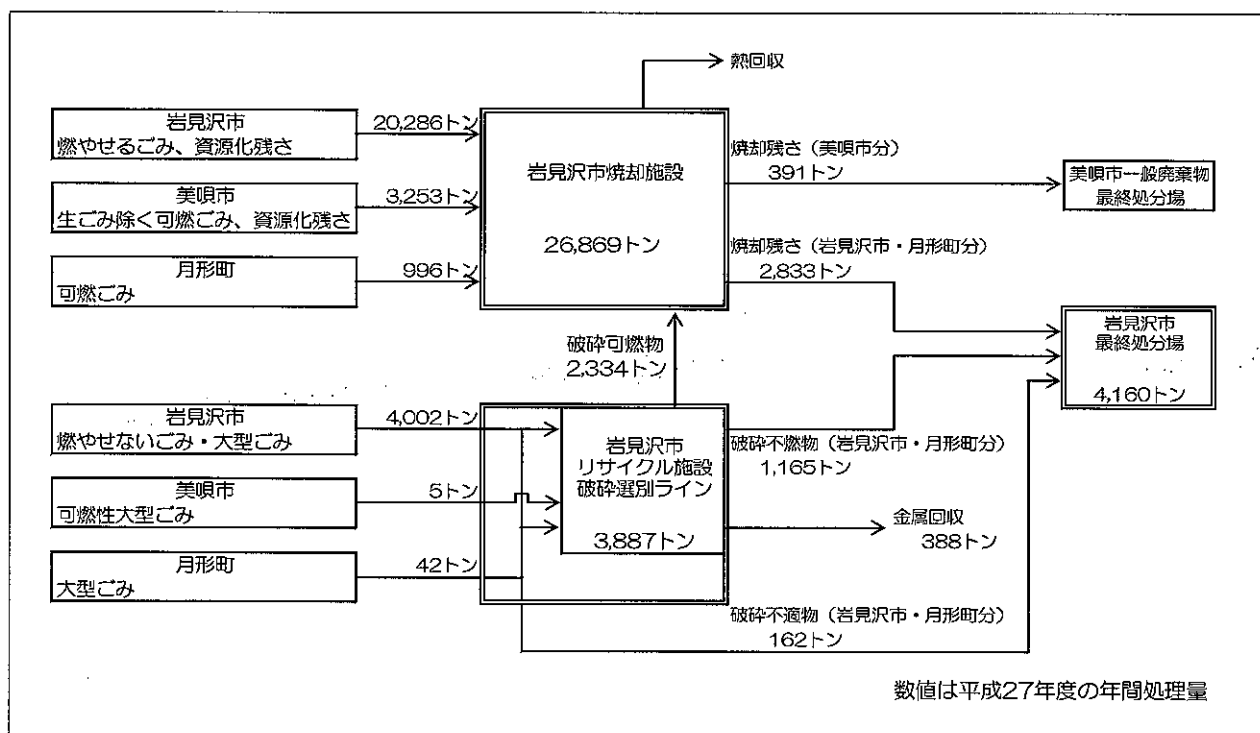 熱回収
岩見沢市
燃やせるごみ、資源化残さ
20,286トン
美唄市
生ごみ除く可燃ごみ、資源化残さ
3,253トン
月形町
可燃ごみ
996トン
岩見沢市焼却施設
26,869トン
焼却残さ（美唄市分）
391トン
美唄市一般廃棄物
最終処分場
焼却残さ（岩見沢市・月形町分）
2,833トン
岩見沢市
最終処分場
4,160トン
破砕可燃物
2,334トン
岩見沢市
燃やせないごみ・大型ごみ
4,002トン
美唄市
可燃性大型ごみ
5トン
月形町
大型ごみ
42トン
岩見沢市
リサイクル施設
破砕選別ライン
3,887トン
破砕不燃物（岩見沢市・月形町分）
1,165トン
金属回収
388トン
破砕不適物（岩見沢市・月形町分）
162トン
数値は平成27年度の年間処理量